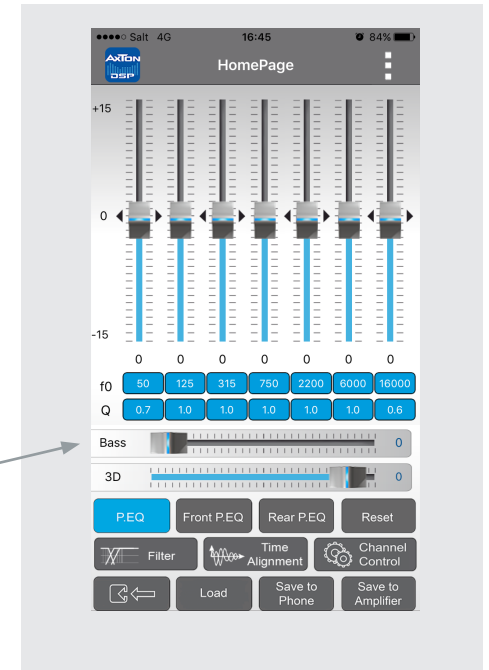 Salt 4G 16:45 84%
AXTON
DSP
HomePage
+15
0
-15
0 0 0 0 0 0 0
f0 50 125 315 750 2200 6000 16000
Q 0.7 1.0 1.0 1.0 1.0 1.0 0.6
Bass 0
3D 0
P.EQ Front P.EQ Rear P.EQ Reset
Filter Time Alignment Channel Control
Load Save to Phone Save to Amplifier